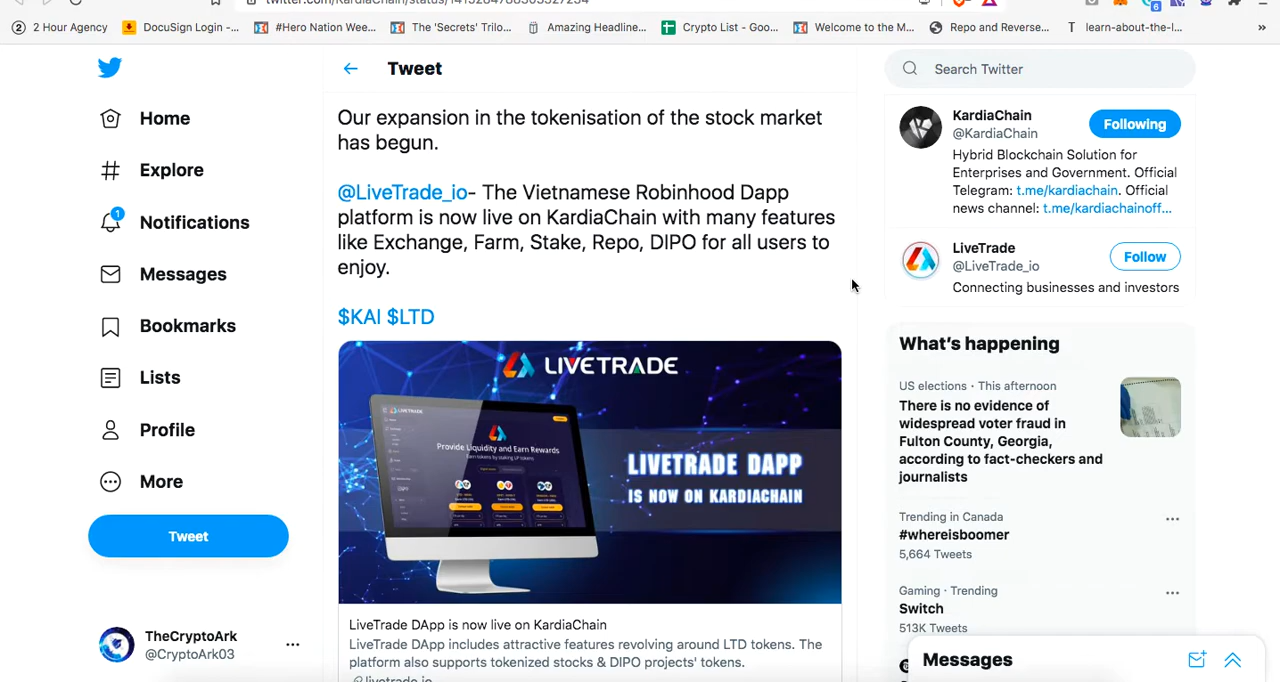 2 Hour Agency
DocuSign Login -...
#Hero Nation Wee...
The 'Secrets' Trilo...
Amazing Headline...
Crypto List - Goo...
Welcome to the M...
Repo and Reverse...
learn-about-the-l...
»
Home
Explore
1
Notifications
Messages
Bookmarks
Lists
Profile
More
Tweet
TheCryptoArk
@CryptoArk03
Tweet
Our expansion in the tokenisation of the stock market
has begun.
@LiveTrade_io- The Vietnamese Robinhood Dapp
platform is now live on KardiaChain with many features
like Exchange, Farm, Stake, Repo, DIPO for all users to
enjoy.
$KAI $LTD
LIVETRADE
LIVETRADE
Provide Liquidity and Earn Rewards
LIVETRADE DAPP
IS NOW ON KARDIACHAIN
LiveTrade DApp is now live on KardiaChain
LiveTrade DApp includes attractive features revolving around LTD tokens. The
platform also supports tokenized stocks & DIPO projects' tokens.
livetrade.io
Search Twitter
KardiaChain
@KardiaChain
Following
Hybrid Blockchain Solution for
Enterprises and Government. Official
Telegram: t.me/kardiachain. Official
news channel: t.me/kardiachainoff...
LiveTrade
@LiveTrade_io
Follow
Connecting businesses and investors
What's happening
US elections · This afternoon
There is no evidence of
widespread voter fraud in
Fulton County, Georgia,
according to fact-checkers and
journalists
Trending in Canada
#whereisboomer
5,664 Tweets
Gaming · Trending
Switch
513K Tweets
Messages